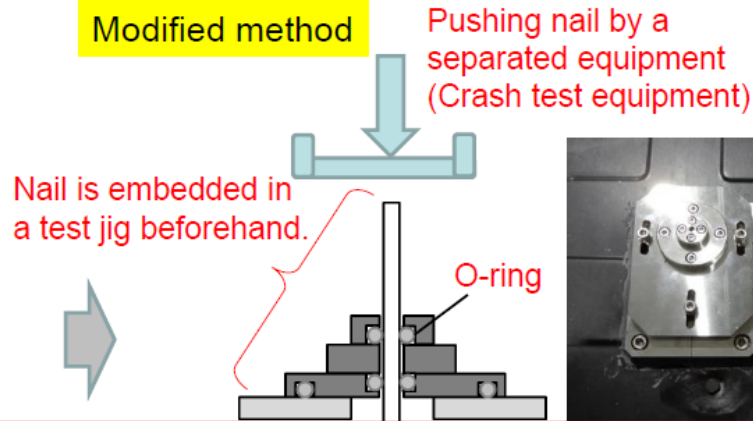 Modified method
Pushing nail by a
separated equipment
(Crash test equipment)
Nail is embedded in
a test jig beforehand.
O-ring